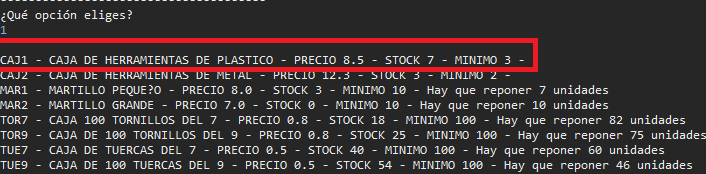 ¿Qué opción eliges?
1
CAJ1 - CAJA DE HERRAMIENTAS DE PLASTICO - PRECIO 8.5 - STOCK 7 - MINIMO 3 -
CAJ2 - CAJA DE HERRAMIENTAS DE METAL - PRECIO 12.3 - STOCK 3 - MINIMO 2 -
MAR1 - MARTILLO PEQUE?O - PRECIO 8.0 - STOCK 3 - MINIMO 10 - Hay que reponer 7 unidades
MAR2 - MARTILLO GRANDE - PRECIO 7.0 - STOCK 0 - MINIMO 10 - Hay que reponer 10 unidades
TOR7 - CAJA 100 TORNILLOS DEL 7 - PRECIO 0.8 - STOCK 18 - MINIMO 100 - Hay que reponer 82 unidades
TOR9 - CAJA DE 100 TORNILLOS DEL 9 - PRECIO 0.8 - STOCK 25 - MINIMO 100 - Hay que reponer 75 unidades
TUE7 - CAJA DE TUERCAS DEL 7 - PRECIO 0.5 - STOCK 40 - MINIMO 100 - Hay que reponer 60 unidades
TUE9 - CAJA DE 100 TUERCAS DEL 9 - PRECIO 0.5 - STOCK 54 - MINIMO 100 - Hay que reponer 46 unidades